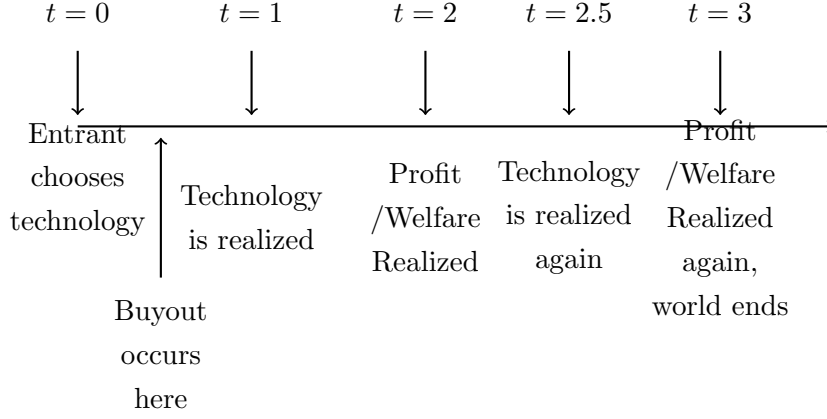 t = 0
t = 1
t = 2
t = 2.5
t = 3
Entrant
chooses
technology
Technology
is realized
Profit
/Welfare
Realized
Technology
is realized
again
Profit
/Welfare
Realized
again,
world ends
Buyout
occurs
here